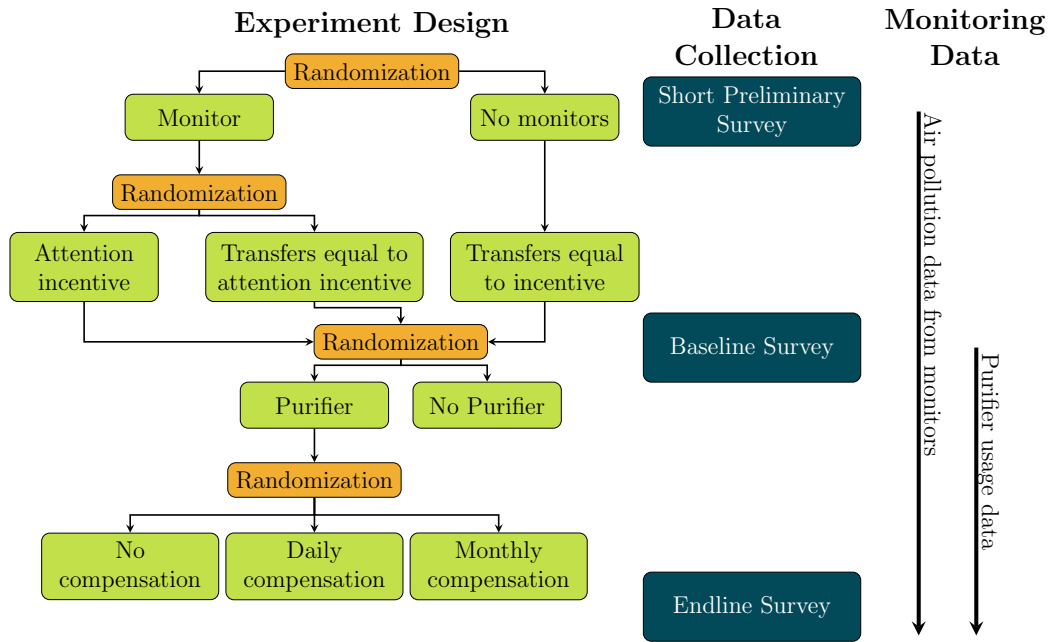 Experiment Design
Data
Collection
Monitoring
Data
Randomization
Monitor
No monitors
Short Preliminary
Survey
Randomization
Attention
incentive
Transfers equal to
attention incentive
Transfers equal
to incentive
Randomization
Baseline Survey
Purifier
No Purifier
Randomization
No
compensation
Daily
compensation
Monthly
compensation
Endline Survey
Air pollution data from monitors
Purifier usage data